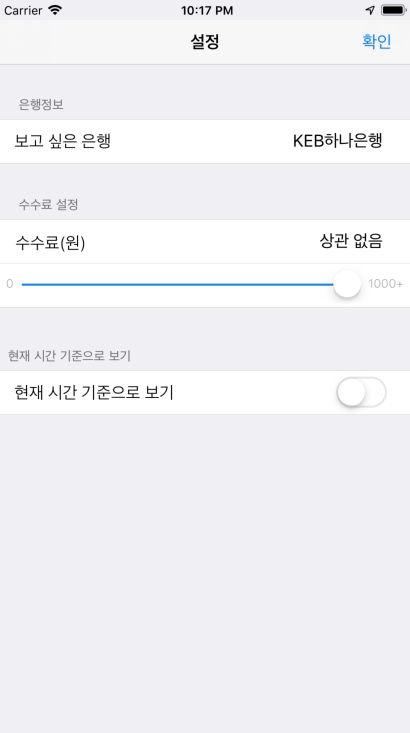 Carrier 10:17 PM
설정 확인
은행정보
보고 싶은 은행 KEB하나은행
수수료 설정
수수료(원) 상관 없음
0 1000+
현재 시간 기준으로 보기
현재 시간 기준으로 보기